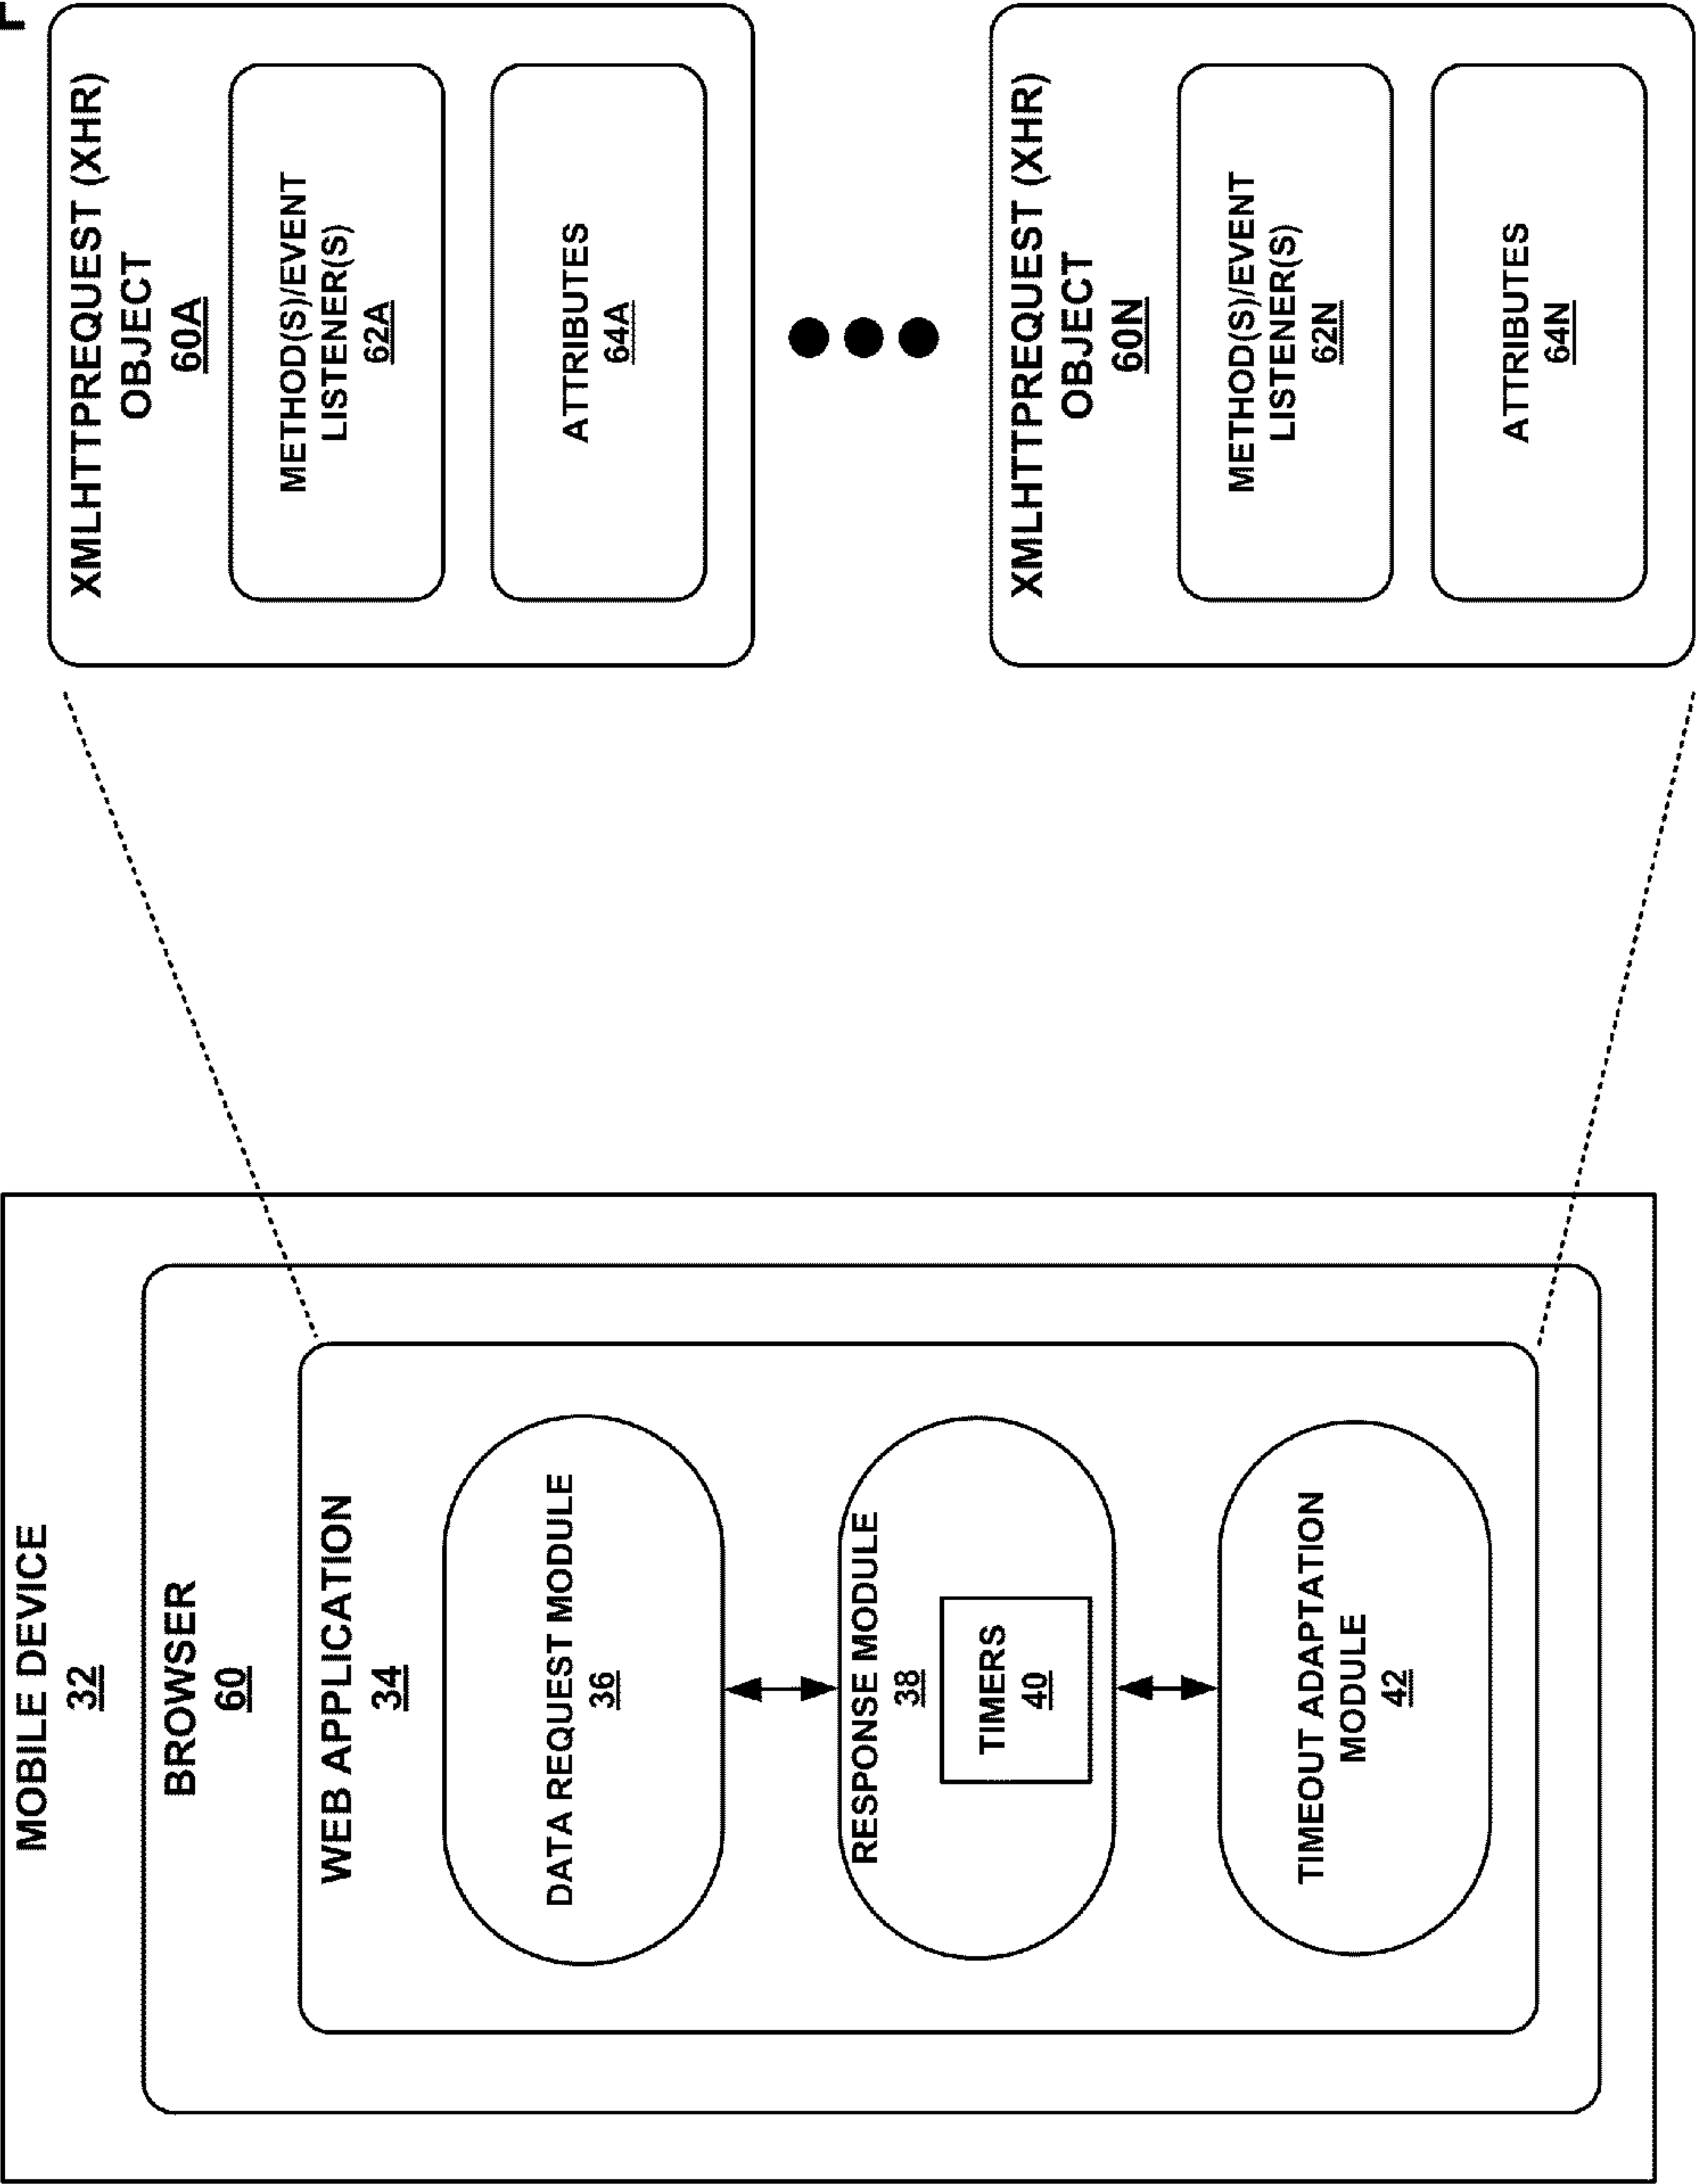 MOBILE DEVICE
32
BROWSER
60
WEB APPLICATION
34
DATA REQUEST MODULE
36
RESPONSE MODULE
38
TIMERS
40
TIMEOUT ADAPTATION
MODULE
42
XMLHTTPREQUEST (XHR)
OBJECT
60A
METHOD(S)/EVENT
LISTENER(S)
62A
ATTRIBUTES
64A
XMLHTTPREQUEST (XHR)
OBJECT
60N
METHOD(S)/EVENT
LISTENER(S)
62N
ATTRIBUTES
64N